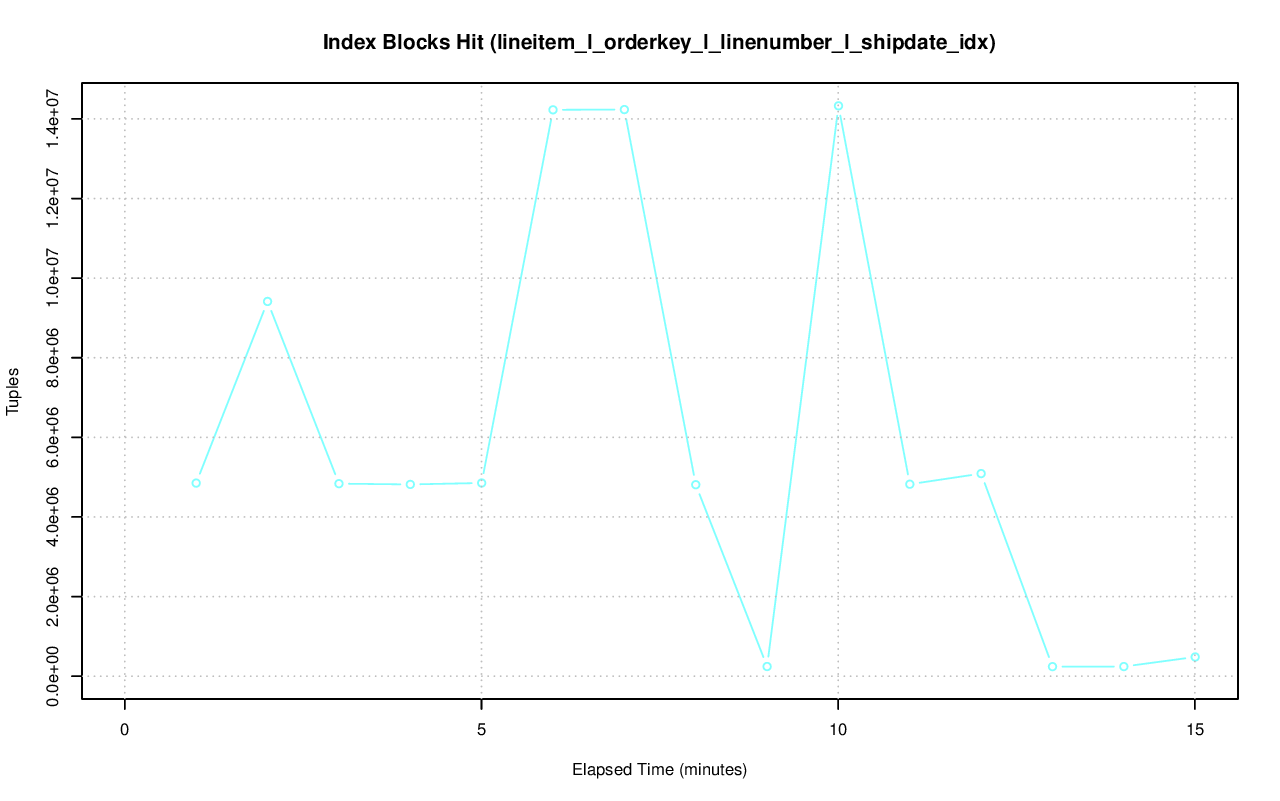 Index Blocks Hit (lineitem_l_orderkey_l_linenumber_l_shipdate_idx)
Tuples
1.4e+07
1.2e+07
1.0e+07
8.0e+06
6.0e+06
4.0e+06
2.0e+06
0.0e+00
0 5 10 15
Elapsed Time (minutes)